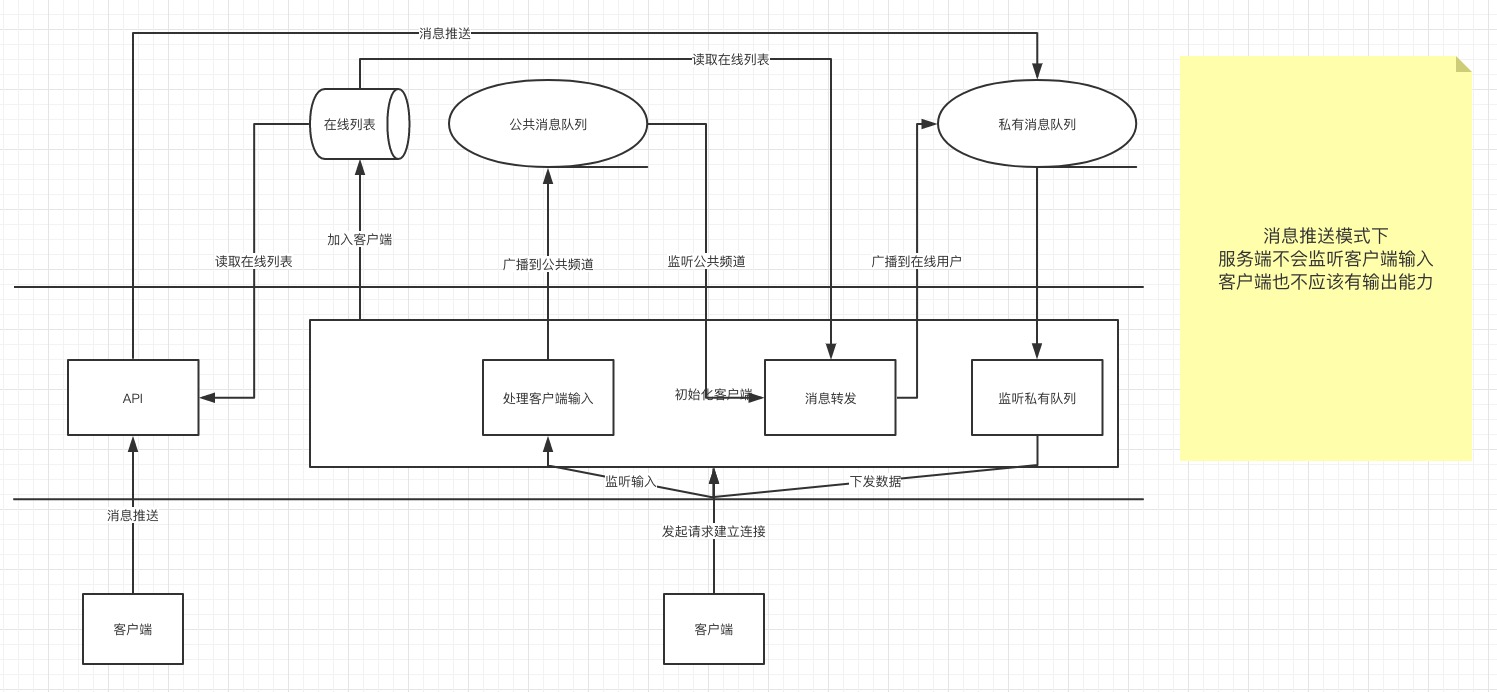 消息推送
读取在线列表
在线列表
公共消息队列
私有消息队列
加入客户端
读取在线列表
广播到公共频道
监听公共频道
广播到在线用户
消息推送模式下
服务端不会监听客户端输入
客户端也不应该有输出能力
API
处理客户端输入
初始化客户端
消息转发
监听私有队列
监听输入
下发数据
消息推送
发起请求建立连接
客户端
客户端